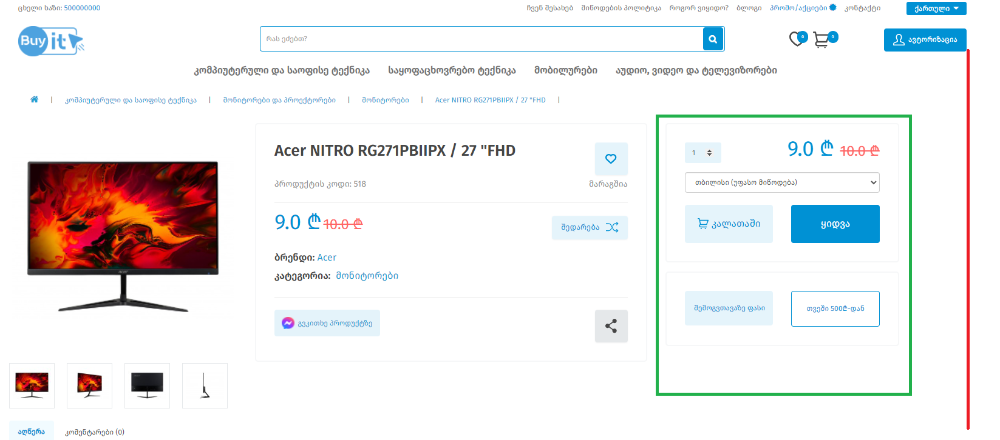 ცხელი ხაზი: 500000000
ჩვენ შესახებ მიწოდების პოლიტიკა როგორ ვიყიდო? ბლოგი პრომო/აქციები კონტაქტი
ქართული
Buy it
რას ეძებთ?
0
0
ავტორიზაცია
კომპიუტერული და საოფისე ტექნიკა საყოფაცხოვრებო ტექნიკა მობილურები აუდიო, ვიდეო და ტელევიზორები
| კომპიუტერული და საოფისე ტექნიკა | მონიტორები და პროექტორები | მონიტორები | Acer NITRO RG271PBIIPX / 27 "FHD |
Acer NITRO RG271PBIIPX / 27 "FHD
პროდუქტის კოდი: 518
მარაგშია
9.0 ₾ 10.0 ₾
შედარება
ბრენდი: Acer
კატეგორია: მონიტორები
გვკითხე პროდუქტზე
1
9.0 ₾ 10.0 ₾
თბილისი (უფასო მიწოდება)
კალათაში
ყიდვა
შემოგვთავაზე ფასი
თვეში 500₾-დან
აღწერა
კომენტარები (0)